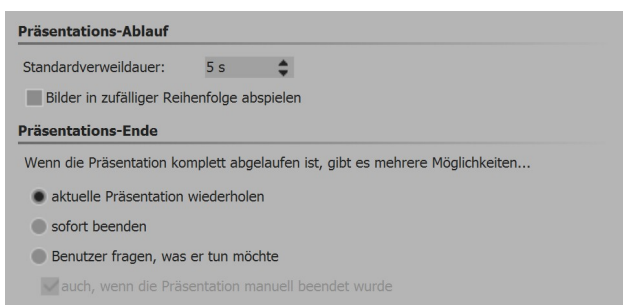 Präsentations-Ablauf
Standardverweildauer: 5 s
Bilder in zufälliger Reihenfolge abspielen
Präsentations-Ende
Wenn die Präsentation komplett abgelaufen ist, gibt es mehrere Möglichkeiten...
aktuelle Präsentation wiederholen
sofort beenden
Benutzer fragen, was er tun möchte
auch, wenn die Präsentation manuell beendet wurde